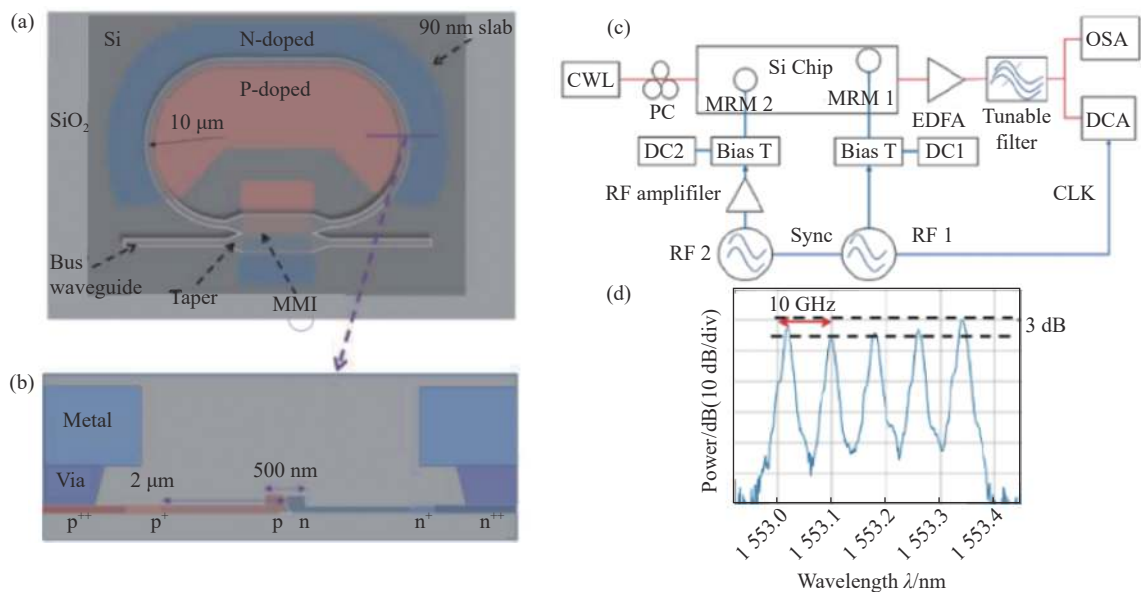 (a)
Si
N-doped
90 nm slab
P-doped
SiO2
10 μm
Bus
waveguide
Taper
MMI
(b)
Metal
Via
2 μm
500 nm
p++
p+
p
n
n+
n++
(c)
CWL
PC
Si Chip
MRM 2
MRM 1
EDFA
Tunable
filter
OSA
DCA
DC2
Bias T
Bias T
DC1
RF amplifiler
CLK
RF 2
Sync
RF 1
(d)
10 GHz
3 dB
Power/dB(10 dB/div)
1 553.0
1 553.1
1 553.2
1 553.3
1 553.4
Wavelength λ/nm